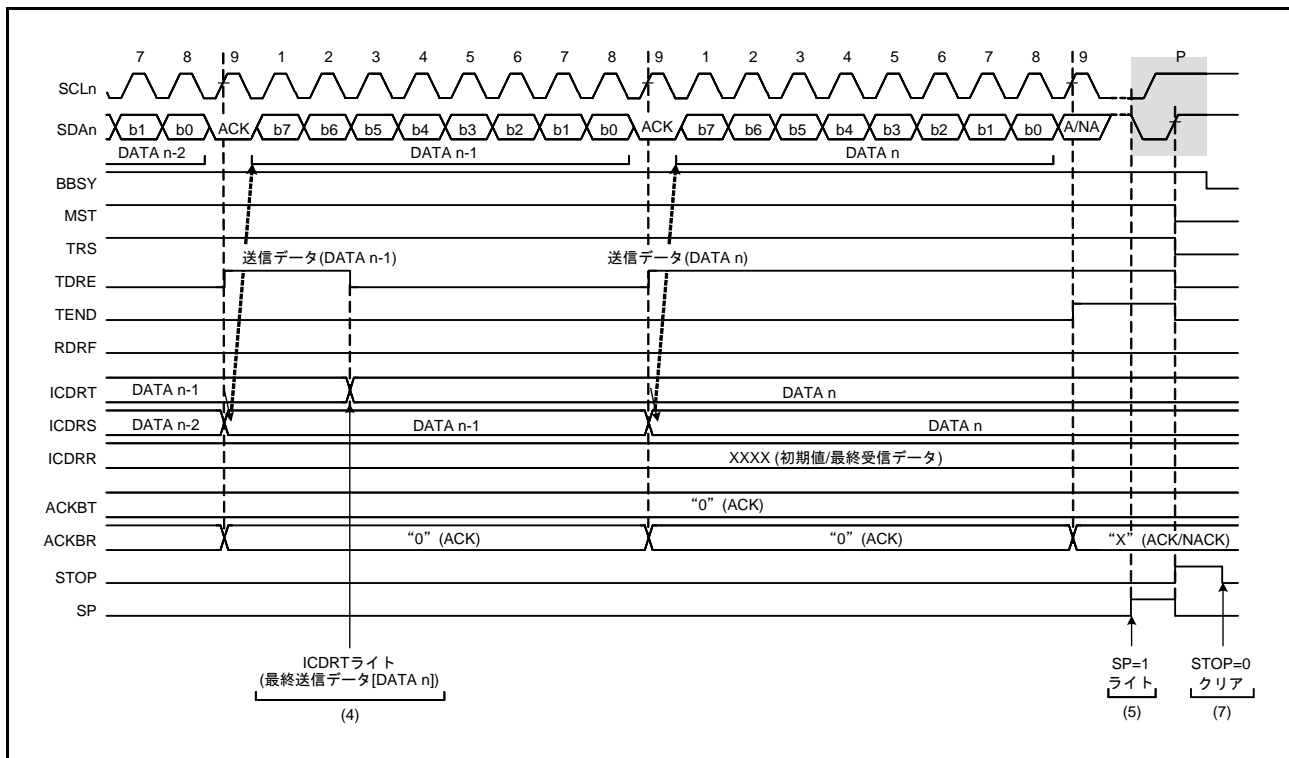 7 8 9 1 2 3 4 5 6 7 8 9 1 2 3 4 5 6 7 8 9 P
SCLn
SDAn b1 b0 ACK b7 b6 b5 b4 b3 b2 b1 b0 ACK b7 b6 b5 b4 b3 b2 b1 b0 A/NA
DATA n-2 DATA n-1 DATA n
BBSY
MST
TRS
送信データ(DATA n-1) 送信データ(DATA n)
TDRE
TEND
RDRF
ICDRT DATA n-1 DATA n
ICDRS DATA n-2 DATA n-1 DATA n
ICDRR XXXX (初期値/最終受信データ)
ACKBT “0” (ACK)
ACKBR “0” (ACK) “0” (ACK) “X” (ACK/NACK)
STOP
SP
ICDRTライト
(最終送信データ[DATA n])
(4)
SP=1
ライト
(5)
STOP=0
クリア
(7)